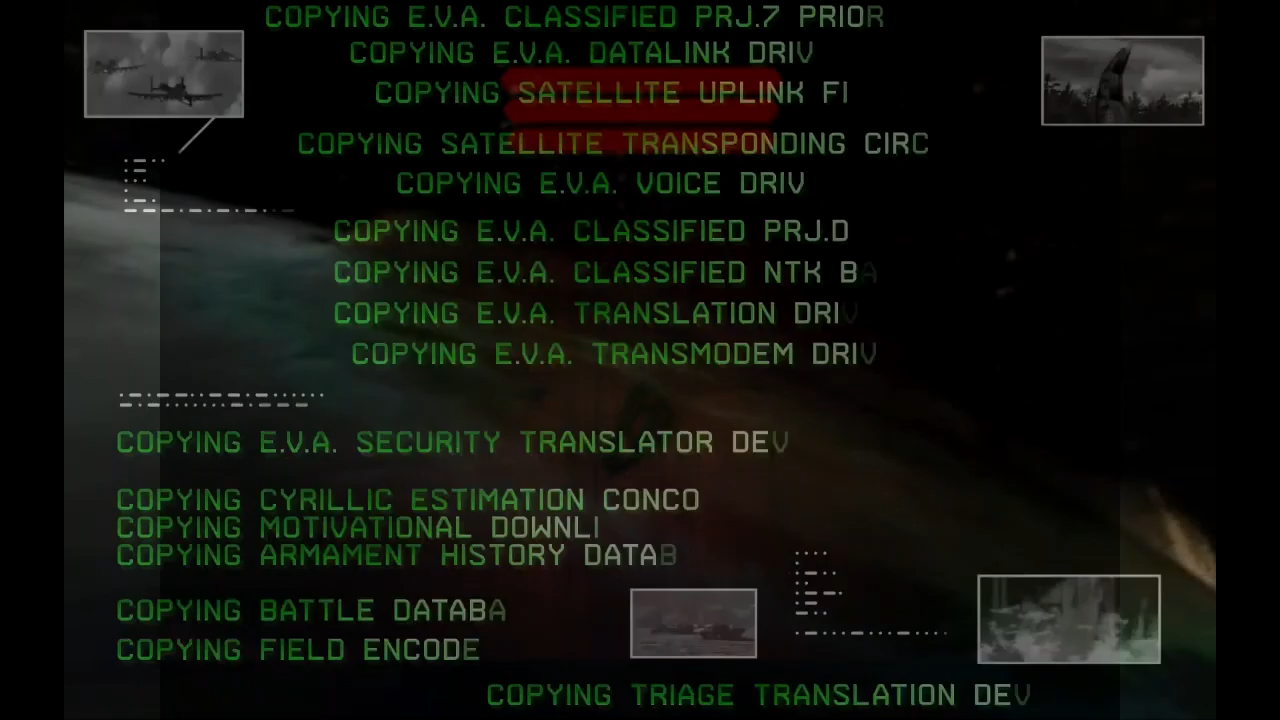 COPYING E.V.A. CLASSIFIED PRJ.7 PRIOR
COPYING E.V.A. DATALINK DRIV
COPYING SATELLITE UPLINK FI
COPYING SATELLITE TRANSPONDING CIRC
COPYING E.V.A. VOICE DRIV
COPYING E.V.A. CLASSIFIED PRJ.D
COPYING E.V.A. CLASSIFIED NTK BA
COPYING E.V.A. TRANSLATION DRIV
COPYING E.V.A. TRANSMODEM DRIV
COPYING E.V.A. SECURITY TRANSLATOR DEV
COPYING CYRILLIC ESTIMATION CONCO
COPYING MOTIVATIONAL DOWNLI
COPYING ARMAMENT HISTORY DATAB
COPYING BATTLE DATABA
COPYING FIELD ENCODE
COPYING TRIAGE TRANSLATION DEV